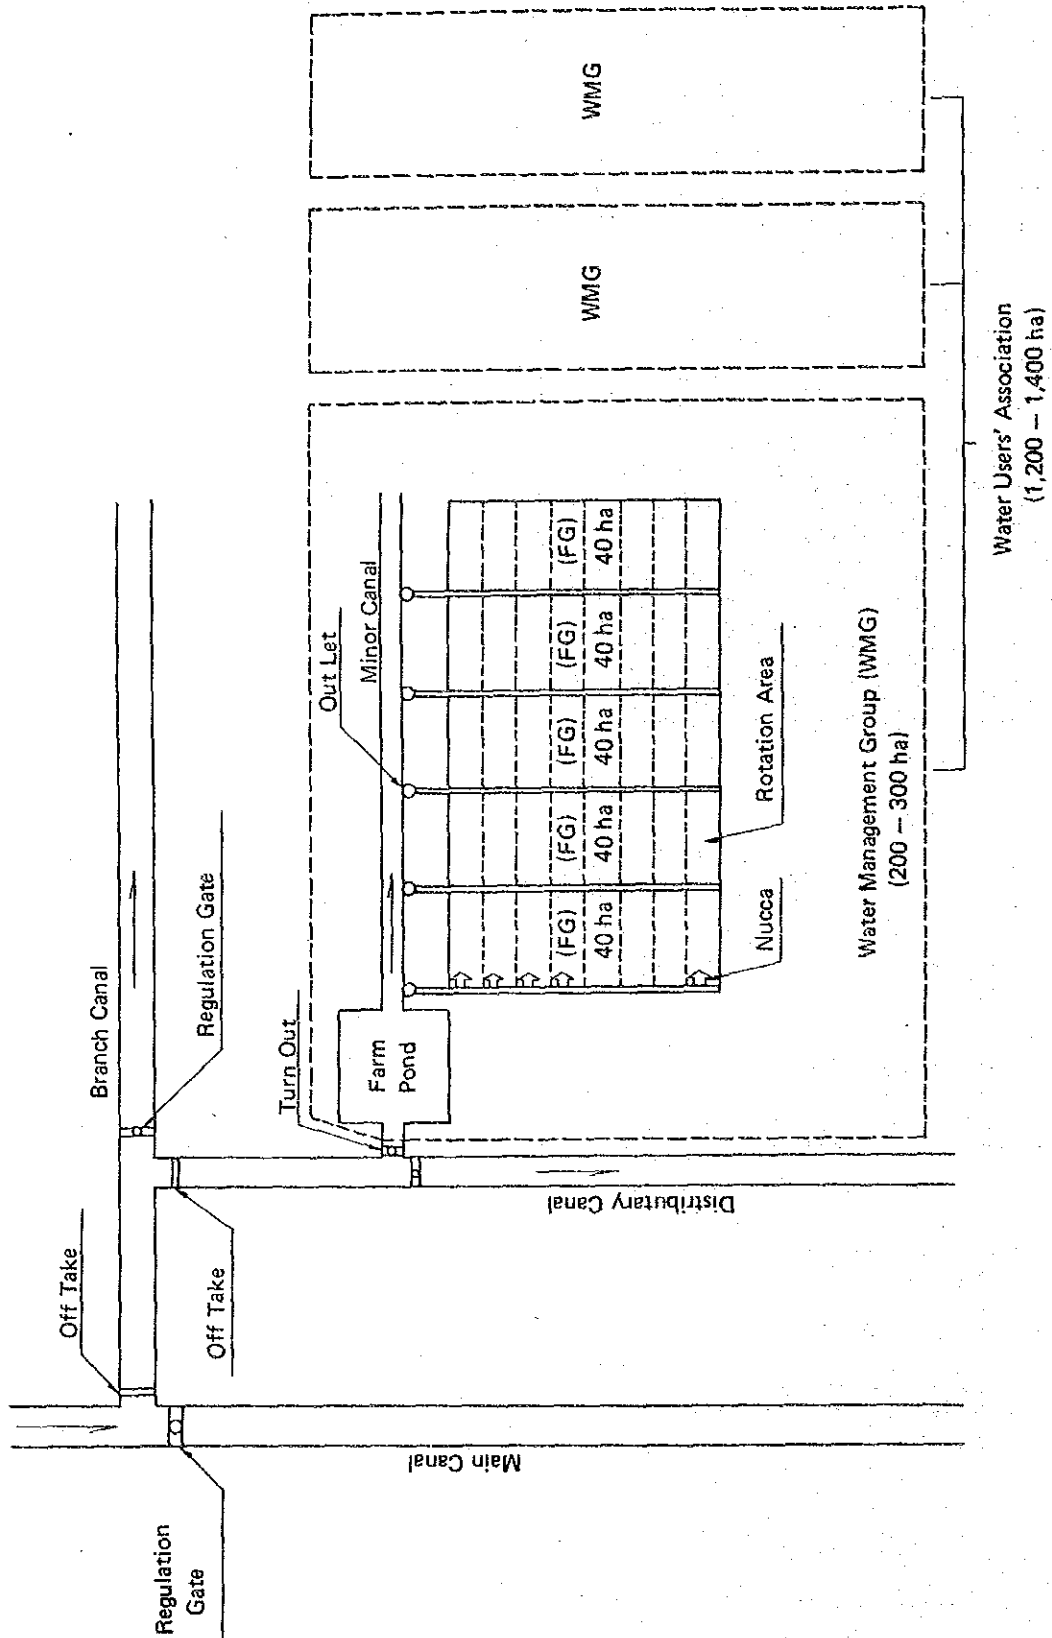 Regulation
Gate
Main Canal
Off Take
Off Take
Branch Canal
Regulation Gate
Distributary Canal
Turn Out
Farm
Pond
Out Let
Minor Canal
(FG)
40 ha
(FG)
40 ha
(FG)
40 ha
(FG)
40 ha
(FG)
40 ha
Nucca
Rotation Area
Water Management Group (WMG)
(200 – 300 ha)
WMG
WMG
Water Users' Association
(1,200 – 1,400 ha)